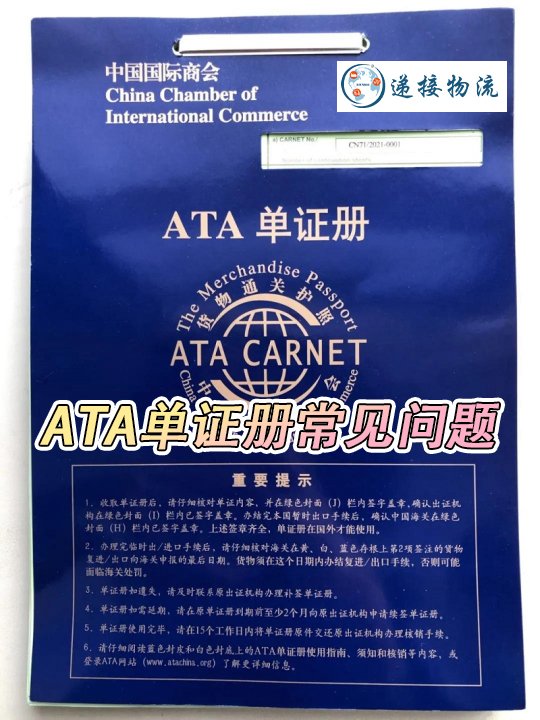 中国国际商会
China Chamber of
International Commerce
递接物流
a) CARNET No./
CN71/2021-0001
ATA 单证册
The Merchandise Passport
货物通关护照
ATA CARNET
ATA单证册常见问题
重要提示
1. 收取单证册后，请仔细核对单证内容，并在绿色封面（J）栏内签字盖章，确认出证机
构在绿色封面（I）栏内已签字盖章。办结完本国暂时出口手续后，确认中国海关在绿色
封面（H）栏内已签字盖章。上述签章齐全，单证册在国外才能使用。
2. 办理完临时出/进口手续后，请仔细核对海关在黄、白、蓝色存根上第2项签注的货物
复进/出口向海关申报的最后日期。货物须在这个日期内办结复进/出口手续，否则可能
面临海关处罚。
3. 单证册如遗失，请及时联系原出证机构办理补签单证册。
4. 单证册如需延期，请在原单证册到期前至少2个月向原出证机构申请续签单证册。
5. 单证册使用完毕，请在15个工作日内将单证册原件交还原出证机构办理核销手续。
6. 请仔细阅读蓝色封皮和白色封底上的ATA单证册使用指南、须知和核销等内容，或
登录ATA网站（www.atachina.org）了解更详细信息。